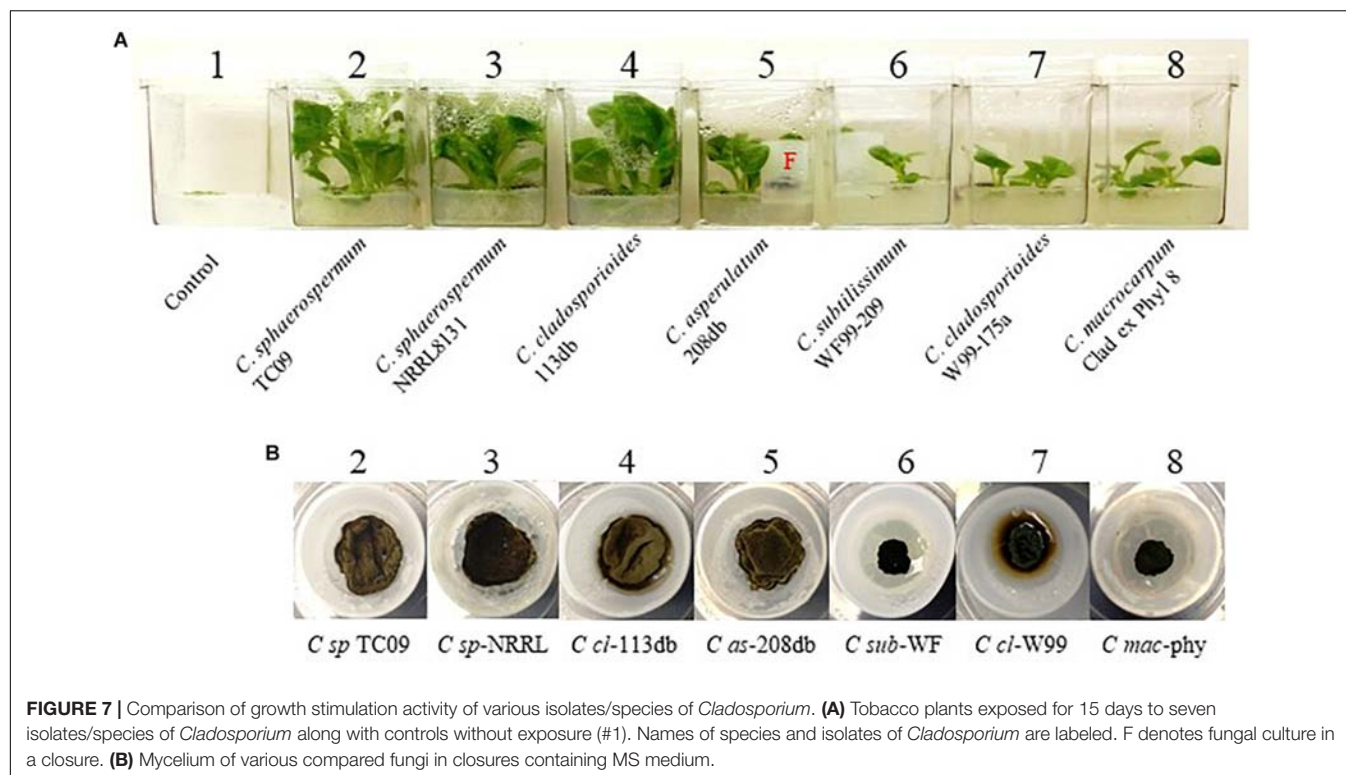 A
1 2 3 4 5 6 7 8
F
Control
C. sphaerospermum
TC09
C. sphaerospermum
NRRL8131
C. cladosporioides
113db
C. asperulatum
208db
C. subtilissimum
WF99-209
C. cladosporioides
W99-175a
C. macrocarpum
Clad ex Phyl 8
B
2 3 4 5 6 7 8
C sp TC09 C sp-NRRL C cl-113db C as-208db C sub-WF C cl-W99 C mac-phy
FIGURE 7 | Comparison of growth stimulation activity of various isolates/species of Cladosporium. (A) Tobacco plants exposed for 15 days to seven
isolates/species of Cladosporium along with controls without exposure (#1). Names of species and isolates of Cladosporium are labeled. F denotes fungal culture in
a closure. (B) Mycelium of various compared fungi in closures containing MS medium.